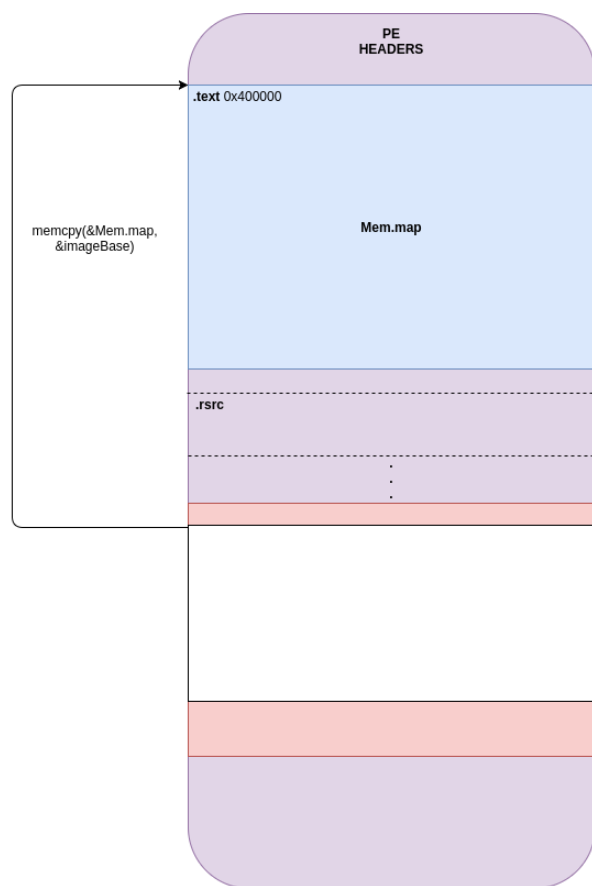 PE
HEADERS
.text 0x400000
memcpy(&Mem.map,
&imageBase)
Mem.map
.rsrc
.
.
.